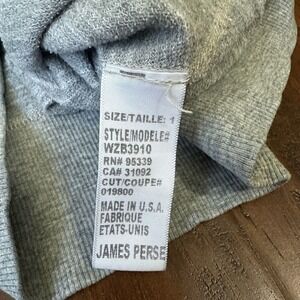 SIZE/TAILLE: 1
STYLE/MODELE#
WZB3910
RN# 95339
CA# 31092
CUT/COUPE#
019800
MADE IN U.S.A.
FABRIQUE
ETATS-UNIS
JAMES PERSE